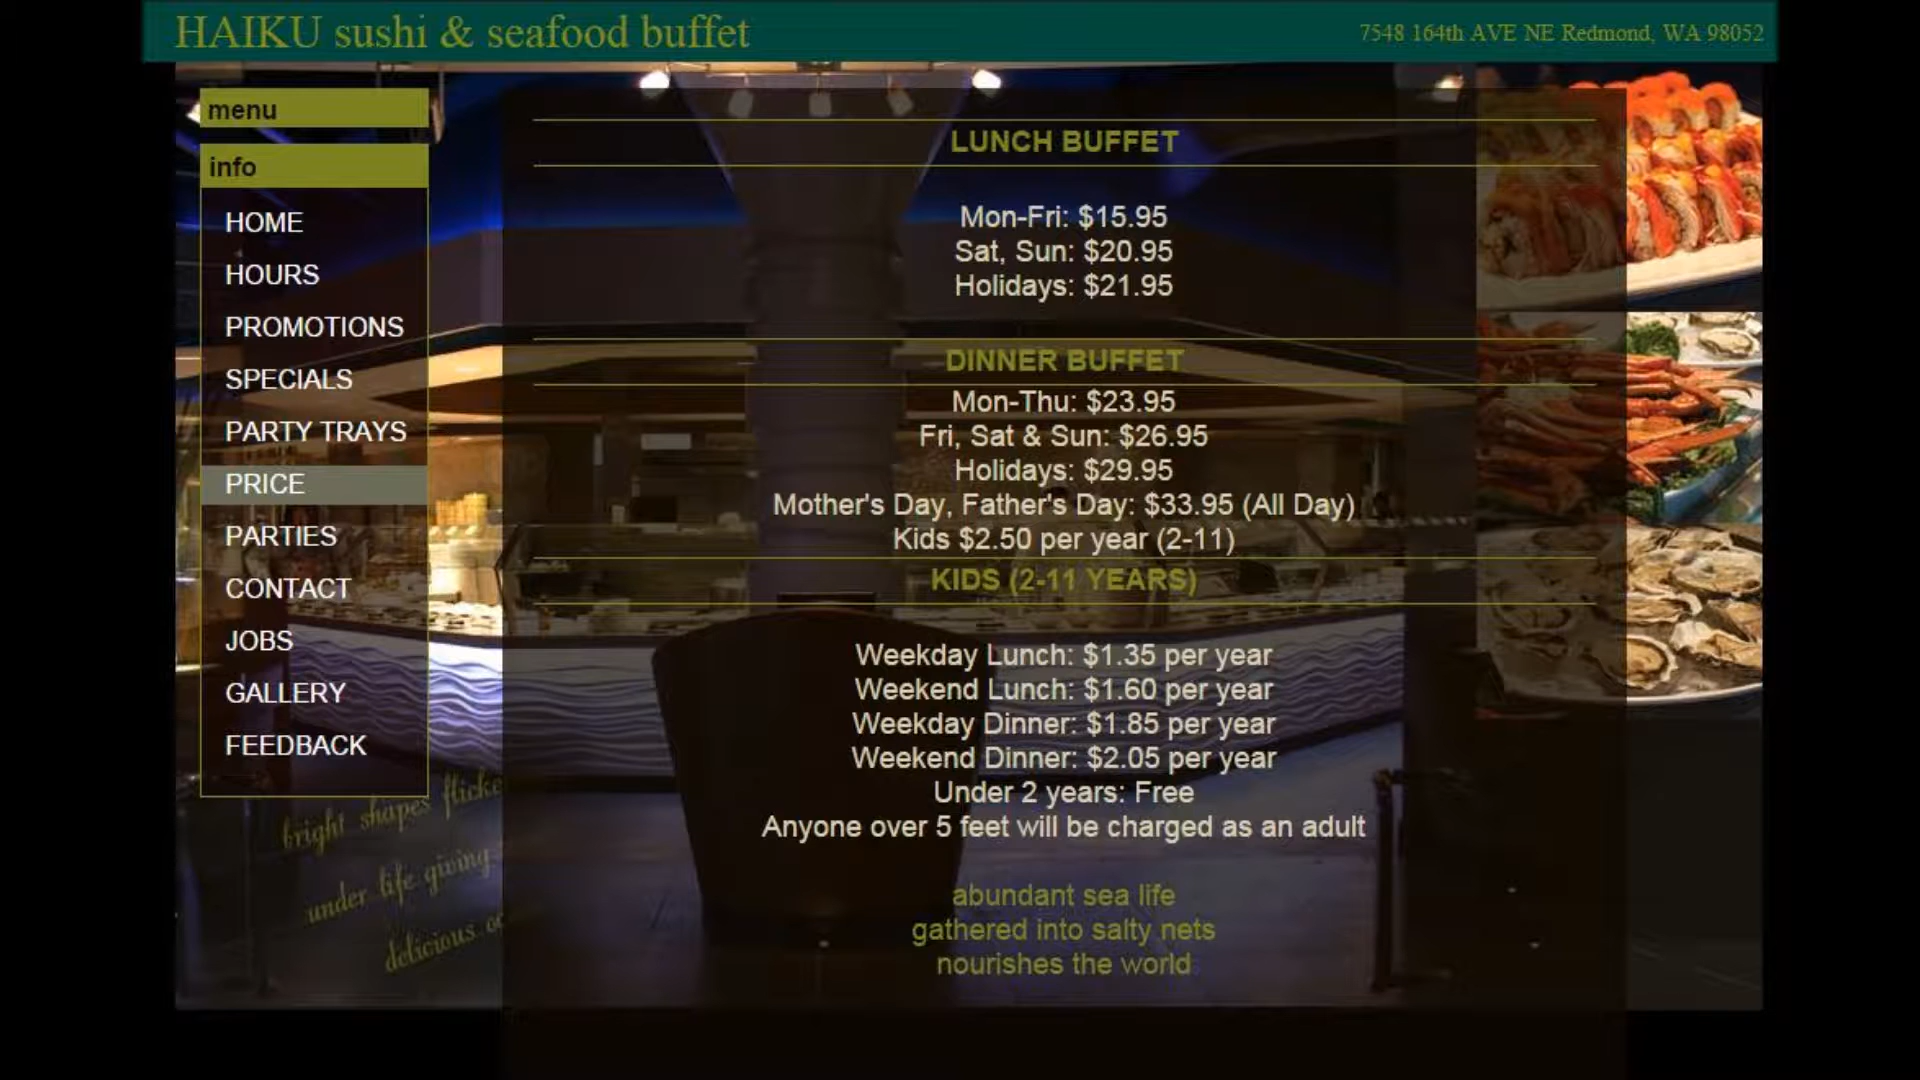 HAIKU sushi & seafood buffet
7548 164th AVE NE Redmond, WA 98052
menu
info
HOME
HOURS
PROMOTIONS
SPECIALS
PARTY TRAYS
PRICE
PARTIES
CONTACT
JOBS
GALLERY
FEEDBACK
bright shapes flicke
under life giving
delicious oc
LUNCH BUFFET
Mon-Fri: $15.95
Sat, Sun: $20.95
Holidays: $21.95
DINNER BUFFET
Mon-Thu: $23.95
Fri, Sat & Sun: $26.95
Holidays: $29.95
Mother's Day, Father's Day: $33.95 (All Day)
Kids $2.50 per year (2-11)
KIDS (2-11 YEARS)
Weekday Lunch: $1.35 per year
Weekend Lunch: $1.60 per year
Weekday Dinner: $1.85 per year
Weekend Dinner: $2.05 per year
Under 2 years: Free
Anyone over 5 feet will be charged as an adult
abundant sea life
gathered into salty nets
nourishes the world